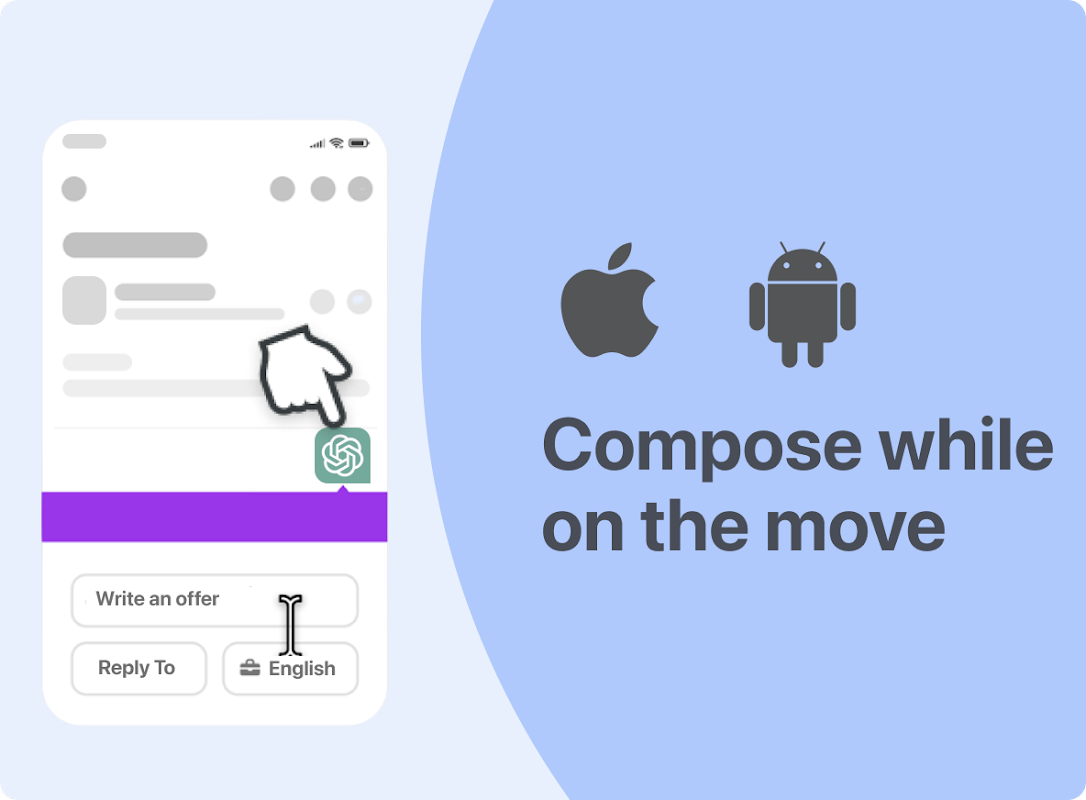 Write an offer
Reply To
English
Compose while
on the move